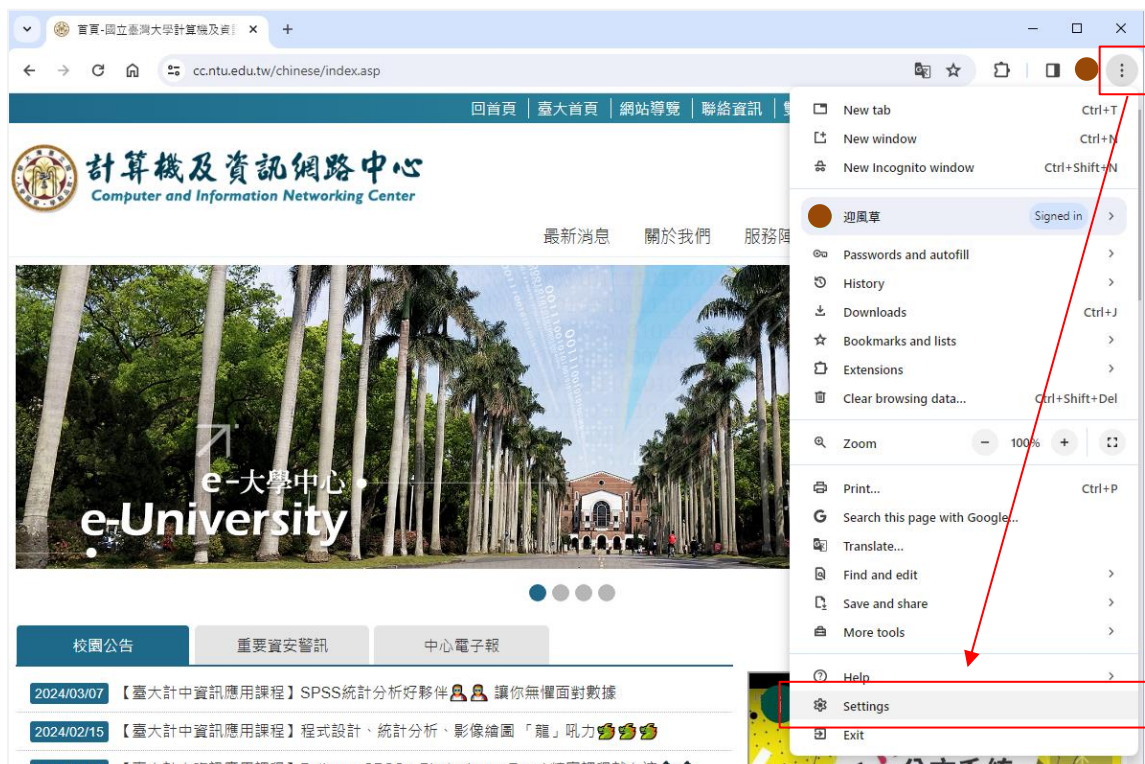 首頁-國立臺灣大學計算機及資
cc.ntu.edu.tw/chinese/index.asp
回首頁 │ 臺大首頁 │ 網站導覽 │ 聯絡資訊 │
計算機及資訊網路中心
Computer and Information Networking Center
最新消息 關於我們 服務
e-大學中心
e-University
校園公告 重要資安警訊 中心電子報
2024/03/07 【臺大計中資訊應用課程】SPSS統計分析好夥伴 讓你無懼面對數據
2024/02/15 【臺大計中資訊應用課程】程式設計、統計分析、影像繪圖 「龍」吼力
New tab Ctrl+T
New window Ctrl+N
New Incognito window Ctrl+Shift+N
迎風草 Signed in
Passwords and autofill
History
Downloads Ctrl+J
Bookmarks and lists
Extensions
Clear browsing data... Ctrl+Shift+Del
Zoom - 100% +
Print... Ctrl+P
Search this page with Google...
Translate...
Find and edit
Save and share
More tools
Help
Settings
Exit